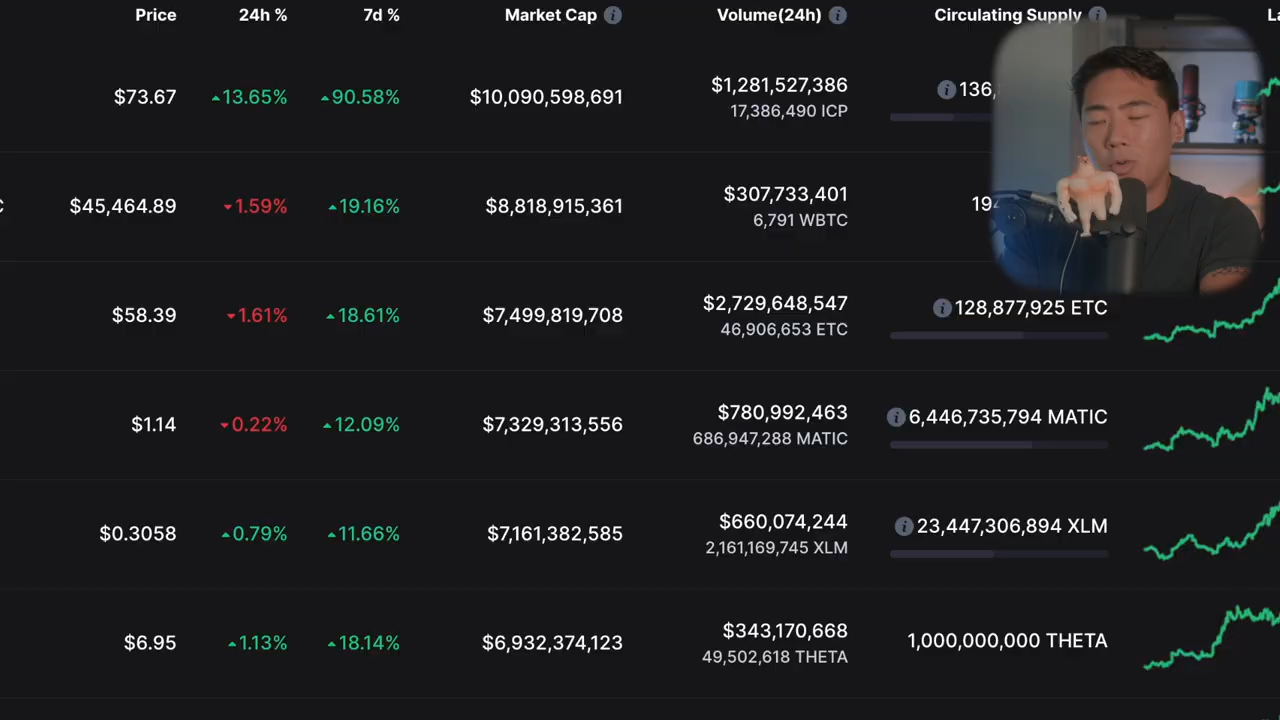 Price 24h % 7d % Market Cap Volume(24h) Circulating Supply
$73.67 13.65% 90.58% $10,090,598,691 $1,281,527,386 136,
17,386,490 ICP
$45,464.89 1.59% 19.16% $8,818,915,361 $307,733,401
6,791 WBTC
$58.39 1.61% 18.61% $7,499,819,708 $2,729,648,547 128,877,925 ETC
46,906,653 ETC
$1.14 0.22% 12.09% $7,329,313,556 $780,992,463 6,446,735,794 MATIC
686,947,288 MATIC
$0.3058 0.79% 11.66% $7,161,382,585 $660,074,244 23,447,306,894 XLM
2,161,169,745 XLM
$6.95 1.13% 18.14% $6,932,374,123 $343,170,668 1,000,000,000 THETA
49,502,618 THETA